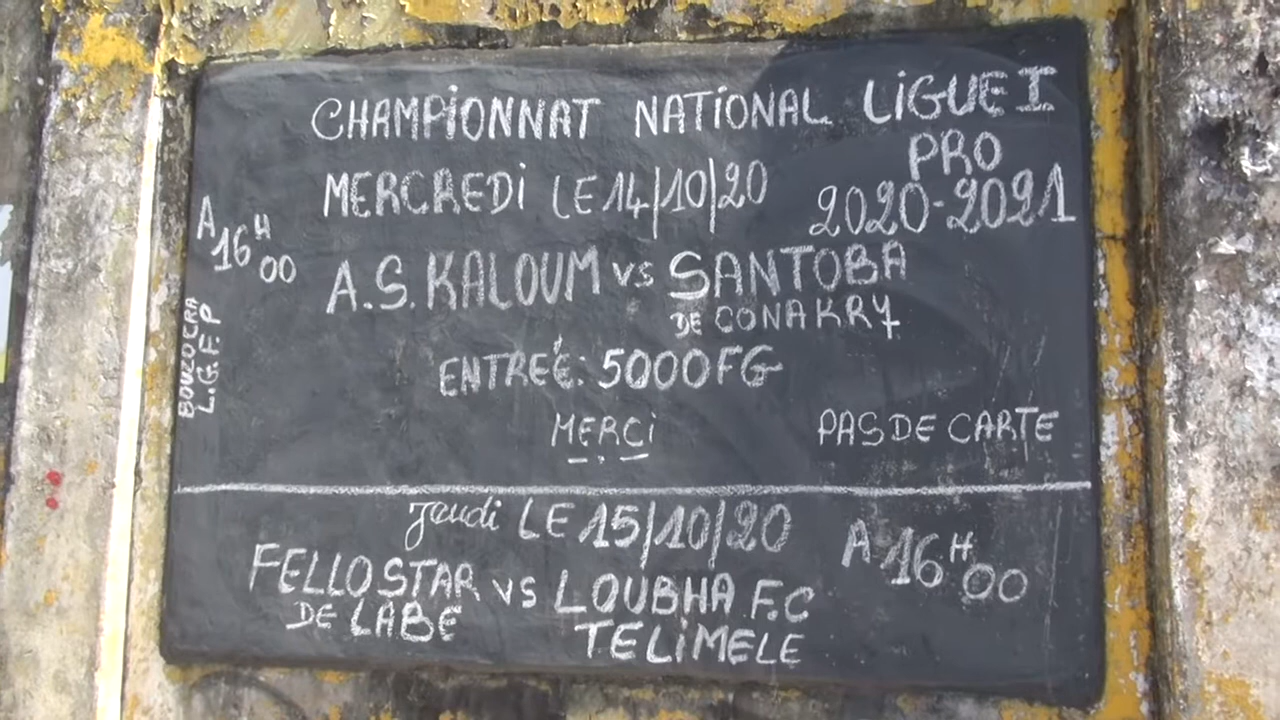 CHAMPiONNAT NATiONAL LiGUE I
PRO
2020-2021
MERCREDi LE 14/10/20
A 16H00
A.S. KALOUM VS SANTOBA
DE CONAKRY
BOUZOCRA
L.G.F.P
ENTREÉ: 5000FG
MERCi
PAS DE CARTE
jeudi LE 15/10/20
A 16H00
FELLO STAR VS LOUBHA F.C
DE LABE TELiMELE